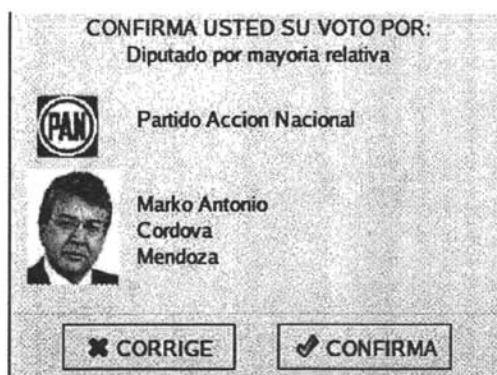 CONFIRMA USTED SU VOTO POR:
Diputado por mayoria relativa
PAN
Partido Accion Nacional
Marko Antonio
Cordova
Mendoza
CORRIGE
CONFIRMA